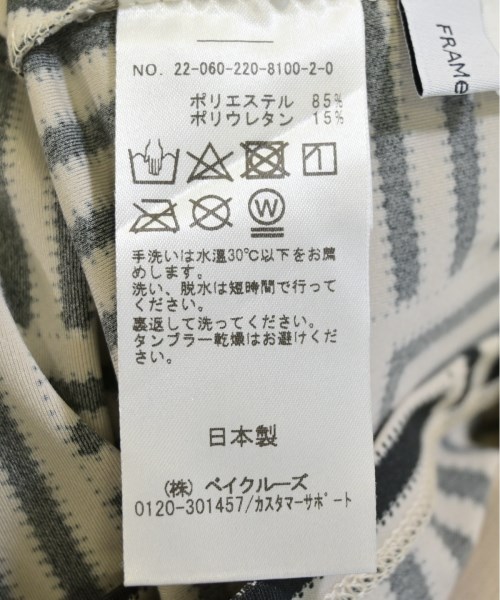 FRAMe
NO. 22-060-220-8100-2-0
ポリエステル 85%
ポリウレタン 15%
W
手洗いは水温30℃以下をお薦
めします。
洗い、脱水は短時間で行って
ください。
裏返して洗ってください。
タンブラー乾燥はお避けくだ
さい。
日本製
(株) ベイクルーズ
0120-301457/カスタマーサポート